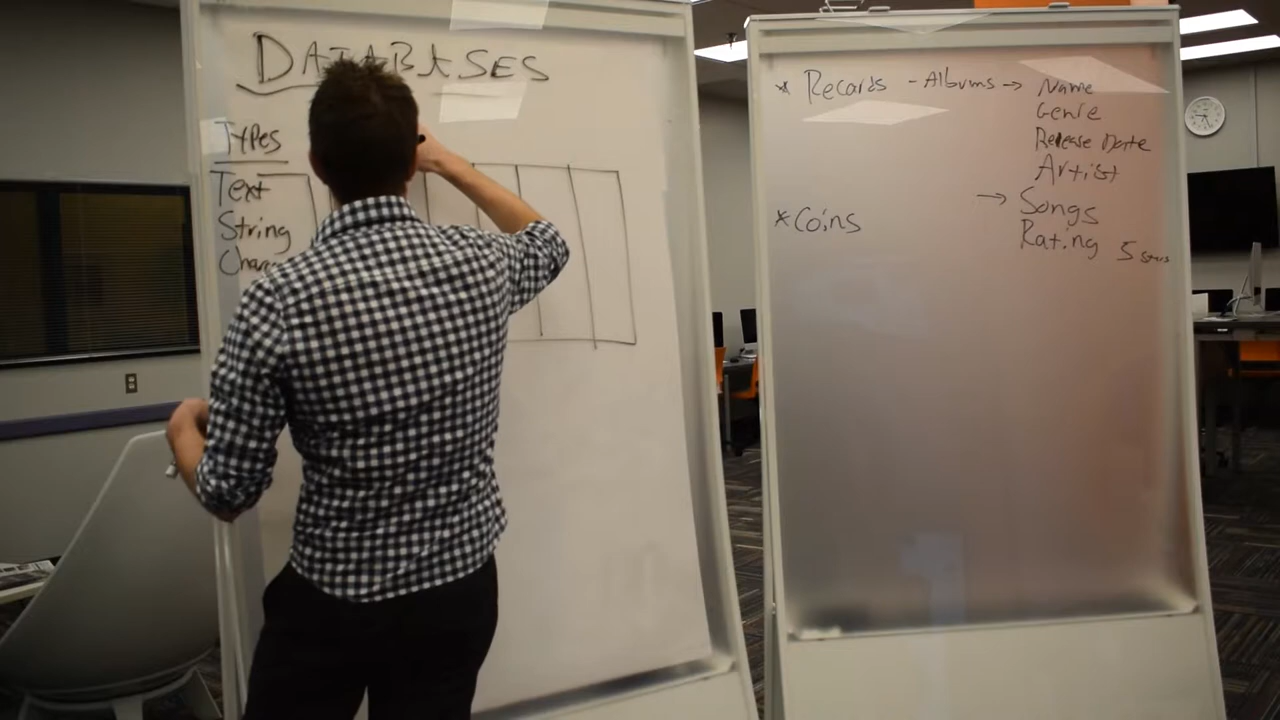 DATABASES
Types
Text
String
* Records - Albums → Name
Genre
Release Date
Artist
→ Songs
Rating 5 stars
* Coins